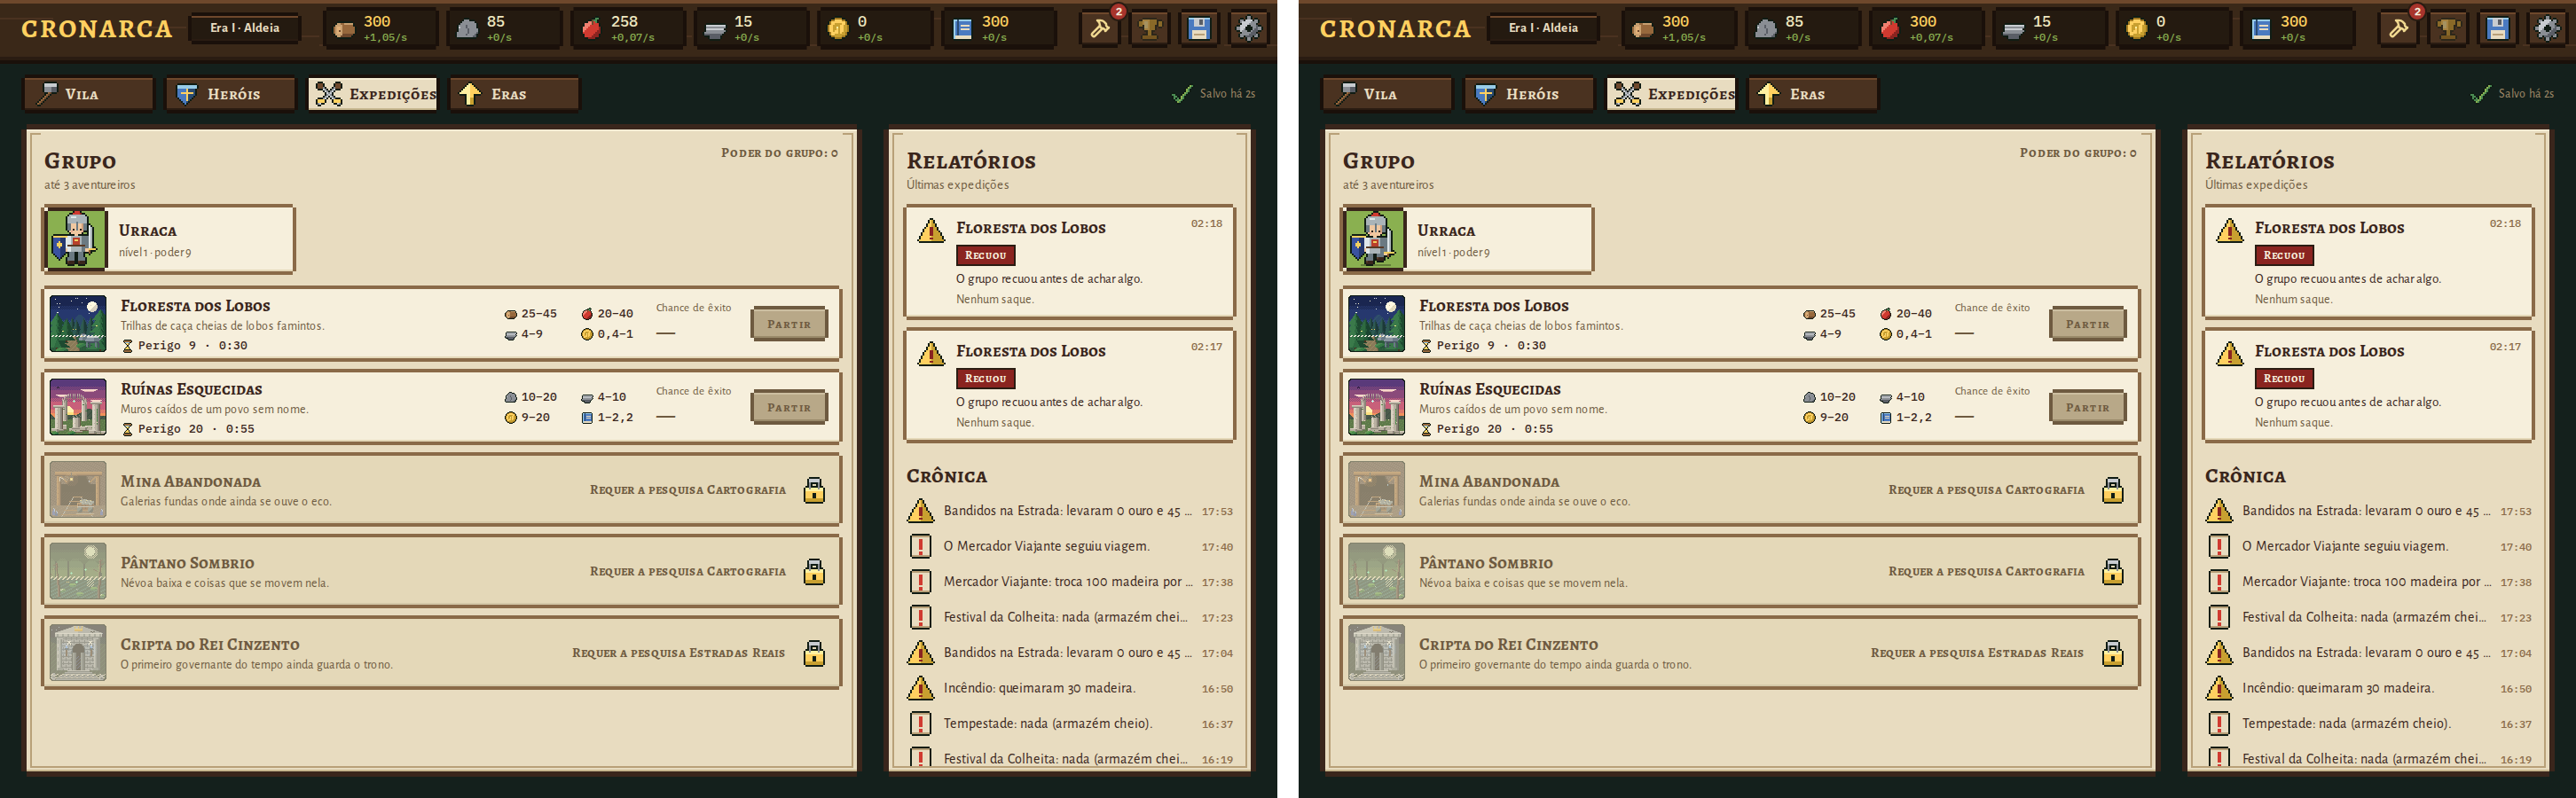 CRONARCA
Era I · Aldeia
300
+1,05/s
85
+0/s
258
+0,07/s
15
+0/s
0
+0/s
300
+0/s
2
Vila
Heróis
Expedições
Eras
Salvo há 2s
Grupo
Poder do grupo: 0
até 3 aventureiros
Urraca
nível 1 · poder 9
Floresta dos Lobos
Trilhas de caça cheias de lobos famintos.
Perigo 9 · 0:30
25–45
20–40
4–9
0,4–1
Chance de êxito
—
Partir
Ruínas Esquecidas
Muros caídos de um povo sem nome.
Perigo 20 · 0:55
10–20
4–10
9–20
1–2,2
Chance de êxito
—
Partir
Mina Abandonada
Galerias fundas onde ainda se ouve o eco.
Requer a pesquisa Cartografia
Pântano Sombrio
Névoa baixa e coisas que se movem nela.
Requer a pesquisa Cartografia
Cripta do Rei Cinzento
O primeiro governante do tempo ainda guarda o trono.
Requer a pesquisa Estradas Reais
Relatórios
Últimas expedições
Floresta dos Lobos
02:18
Recuou
O grupo recuou antes de achar algo.
Nenhum saque.
Floresta dos Lobos
02:17
Recuou
O grupo recuou antes de achar algo.
Nenhum saque.
Crônica
Bandidos na Estrada: levaram 0 ouro e 45 ... 17:53
O Mercador Viajante seguiu viagem. 17:40
Mercador Viajante: troca 100 madeira por ... 17:38
Festival da Colheita: nada (armazém chei... 17:23
Bandidos na Estrada: levaram 0 ouro e 45 ... 17:04
Incêndio: queimaram 30 madeira. 16:50
Tempestade: nada (armazém cheio). 16:37
Festival da Colheita: nada (armazém chei... 16:19
CRONARCA
Era I · Aldeia
300
+1,05/s
85
+0/s
300
+0,07/s
15
+0/s
0
+0/s
300
+0/s
2
Vila
Heróis
Expedições
Eras
Salvo há 2s
Grupo
Poder do grupo: 0
até 3 aventureiros
Urraca
nível 1 · poder 9
Floresta dos Lobos
Trilhas de caça cheias de lobos famintos.
Perigo 9 · 0:30
25–45
20–40
4–9
0,4–1
Chance de êxito
—
Partir
Ruínas Esquecidas
Muros caídos de um povo sem nome.
Perigo 20 · 0:55
10–20
4–10
9–20
1–2,2
Chance de êxito
—
Partir
Mina Abandonada
Galerias fundas onde ainda se ouve o eco.
Requer a pesquisa Cartografia
Pântano Sombrio
Névoa baixa e coisas que se movem nela.
Requer a pesquisa Cartografia
Cripta do Rei Cinzento
O primeiro governante do tempo ainda guarda o trono.
Requer a pesquisa Estradas Reais
Relatórios
Últimas expedições
Floresta dos Lobos
02:18
Recuou
O grupo recuou antes de achar algo.
Nenhum saque.
Floresta dos Lobos
02:17
Recuou
O grupo recuou antes de achar algo.
Nenhum saque.
Crônica
Bandidos na Estrada: levaram 0 ouro e 45 ... 17:53
O Mercador Viajante seguiu viagem. 17:40
Mercador Viajante: troca 100 madeira por ... 17:38
Festival da Colheita: nada (armazém chei... 17:23
Bandidos na Estrada: levaram 0 ouro e 45 ... 17:04
Incêndio: queimaram 30 madeira. 16:50
Tempestade: nada (armazém cheio). 16:37
Festival da Colheita: nada (armazém chei... 16:19